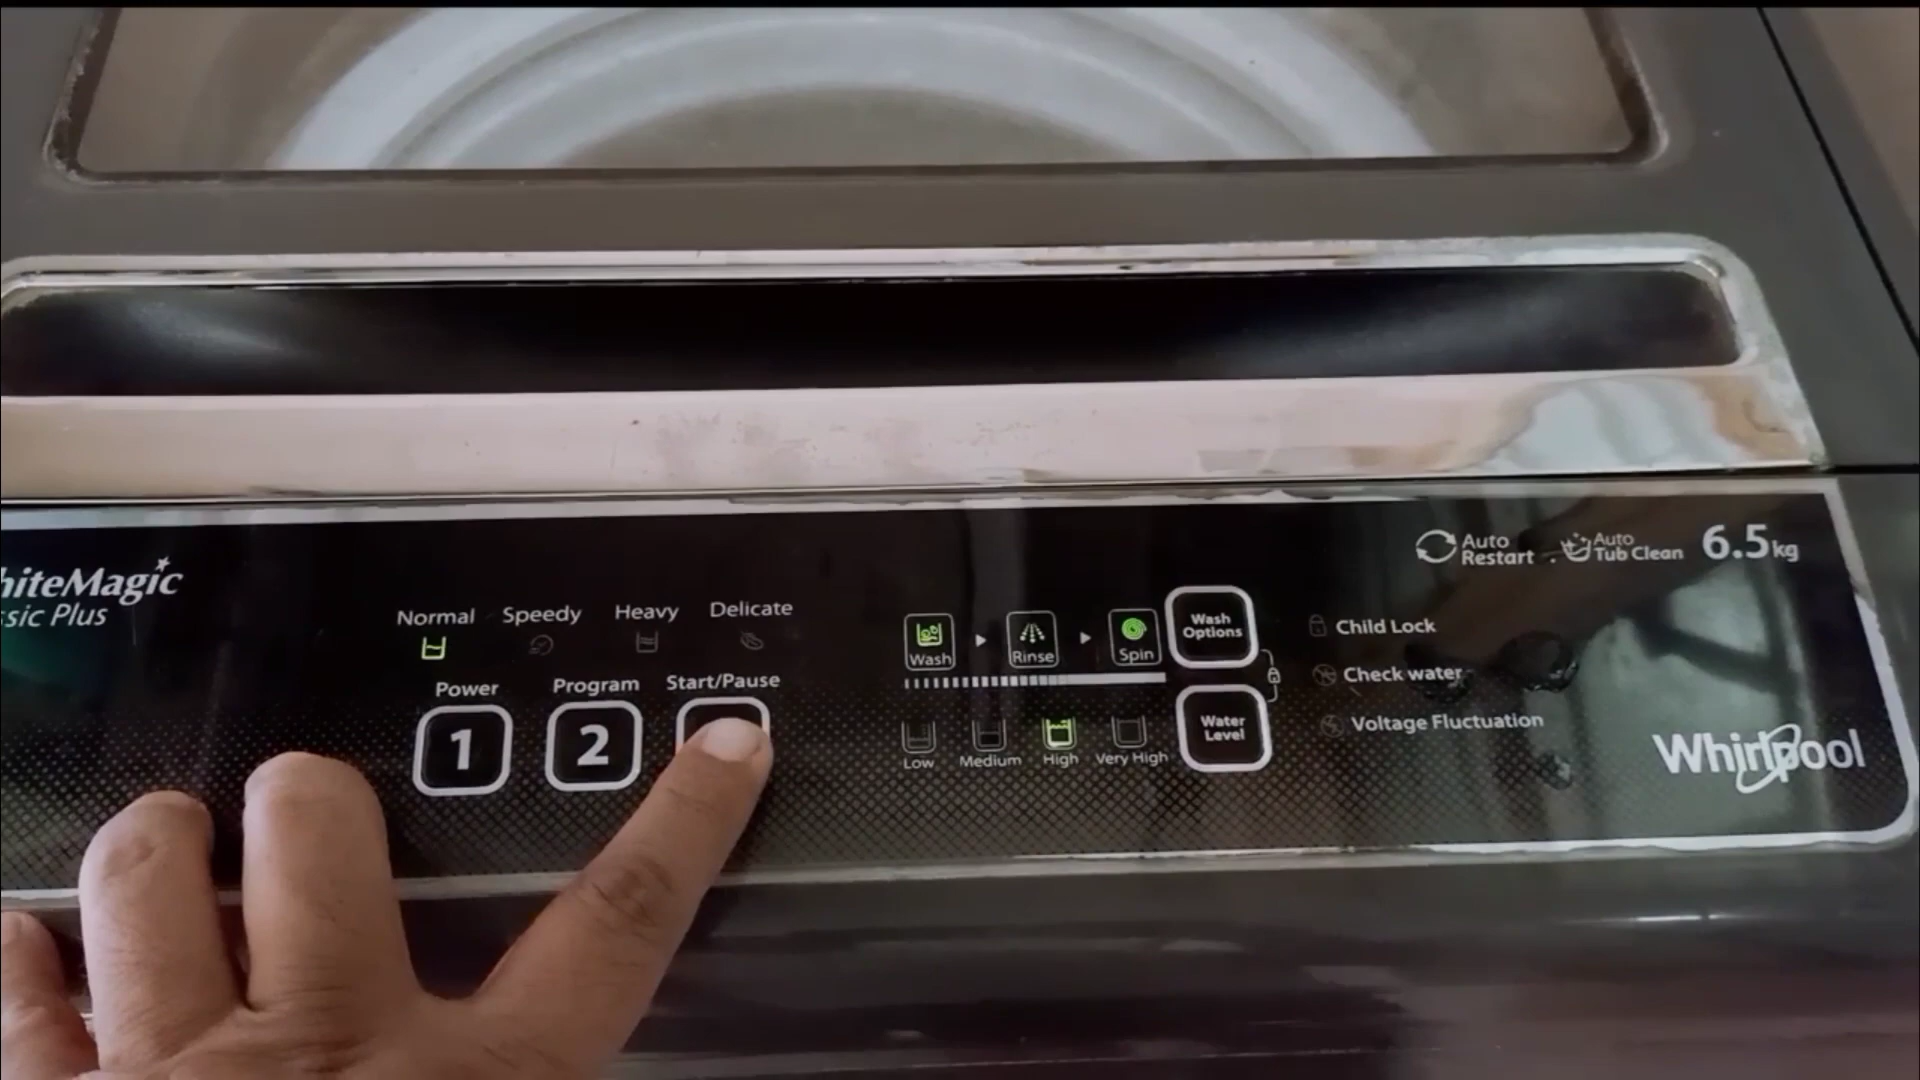 Auto
Restart
Auto
Tub Clean
6.5kg
hiteMagic
ssic Plus
Normal Speedy Heavy Delicate
Power Program Start/Pause
1 2
Wash Rinse Spin
Wash
Options
Low Medium High Very High
Water
Level
Child Lock
Check water
Voltage Fluctuation
Whirlpool